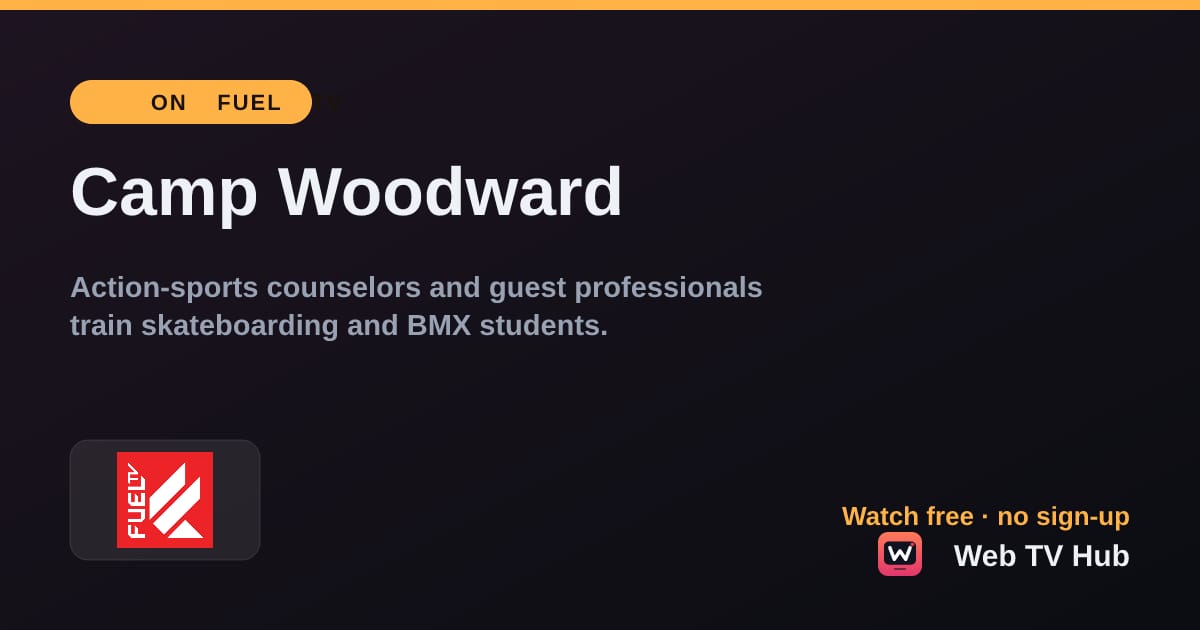 ON FUEL TV
Camp Woodward
Action-sports counselors and guest professionals
train skateboarding and BMX students.
FUEL TV
Watch free · no sign-up
W
Web TV Hub